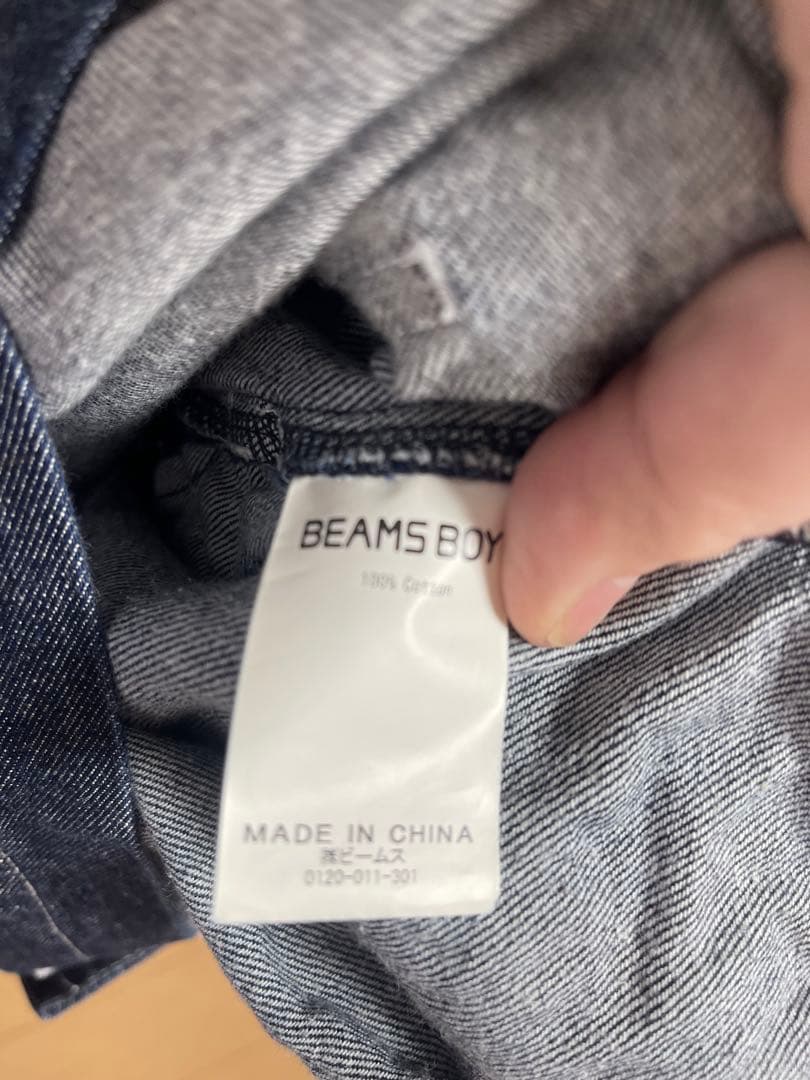 BEAMS BOY
100% Cotton
MADE IN CHINA
㈱ビームス
0120-011-301